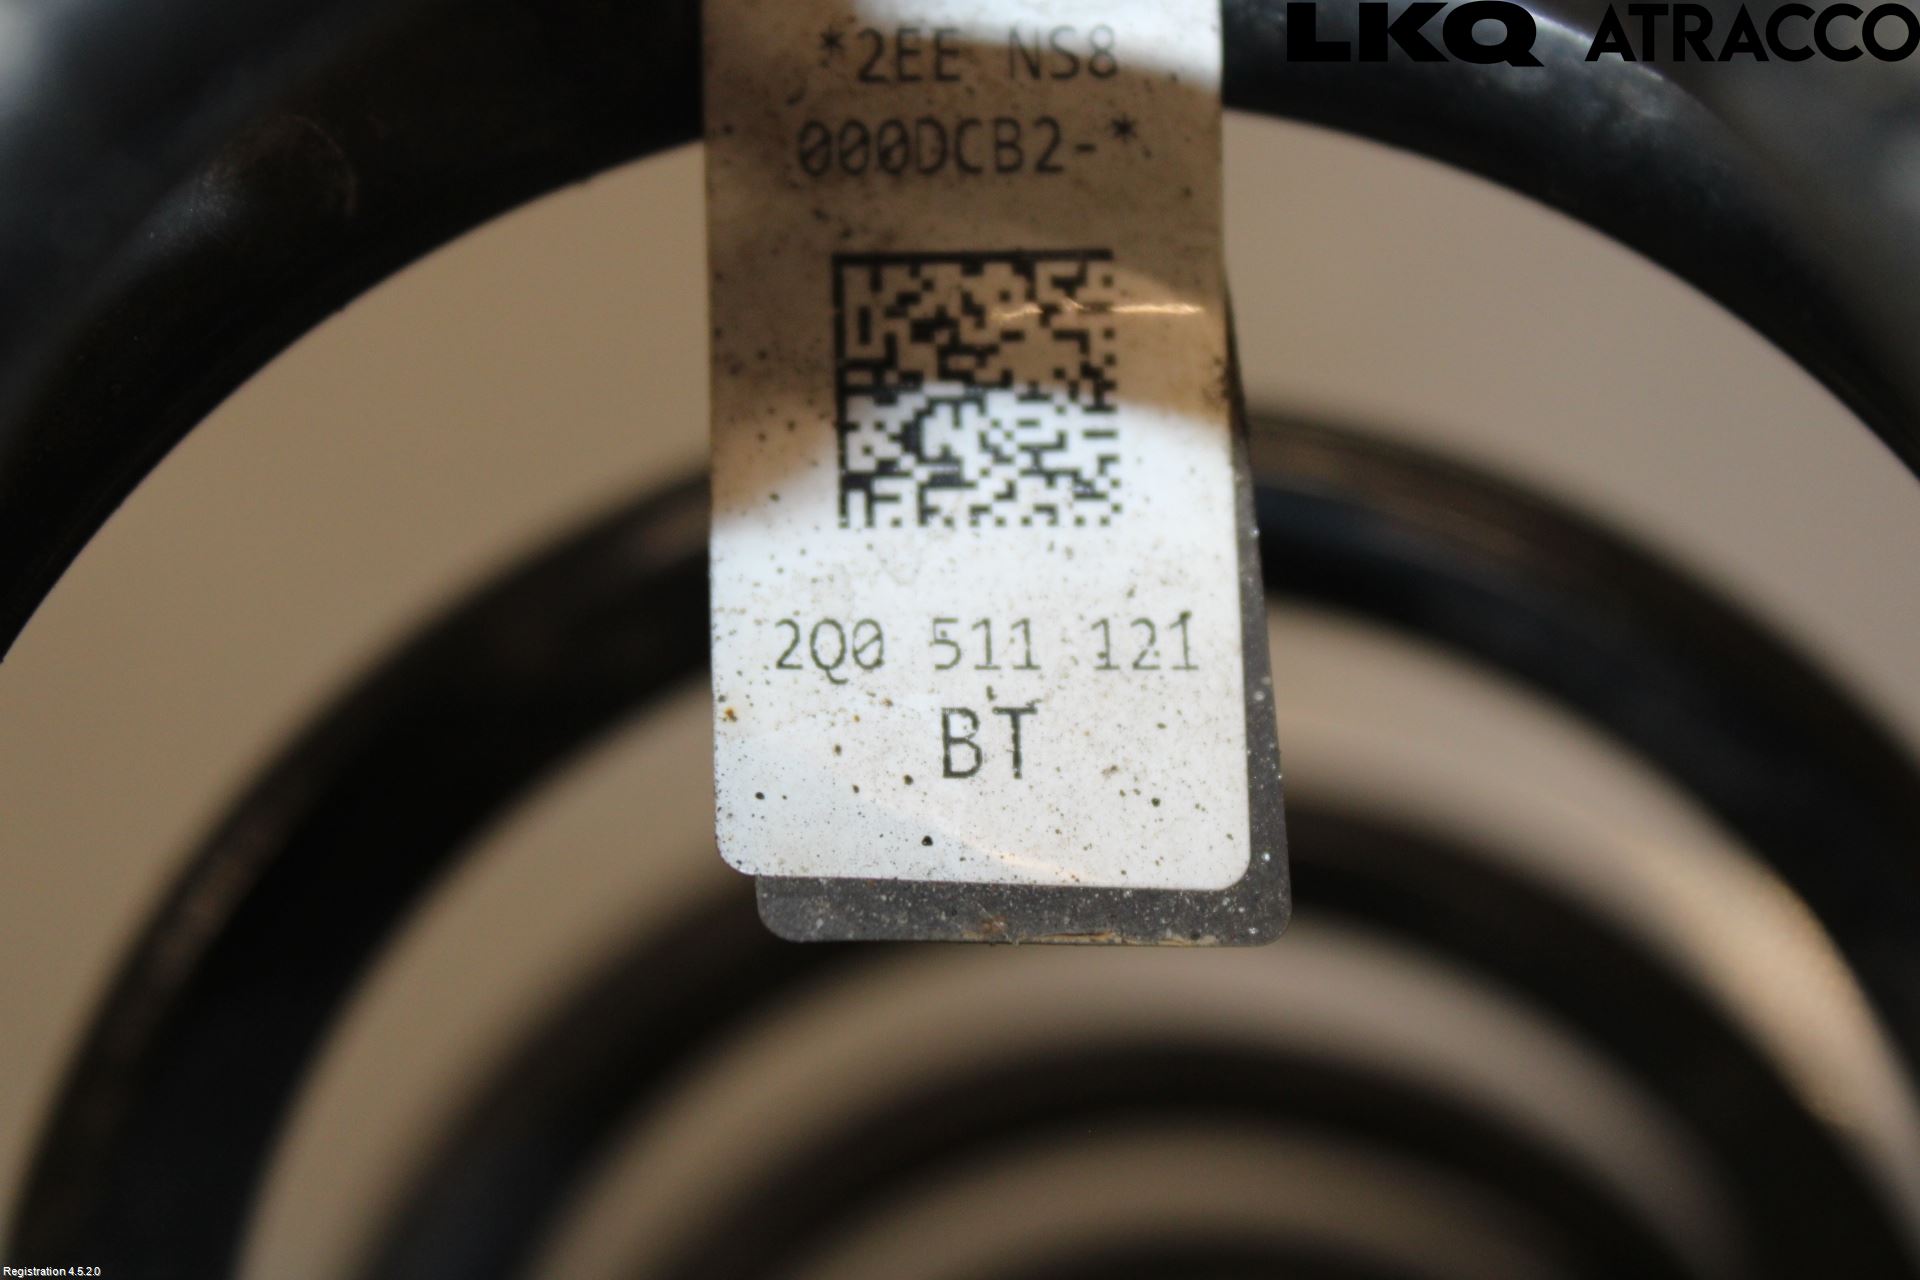 LKQ ATRACCO
*2EE NS8
000DCB2-*
2Q0 511 121
BT
Registration 4.5.2.0